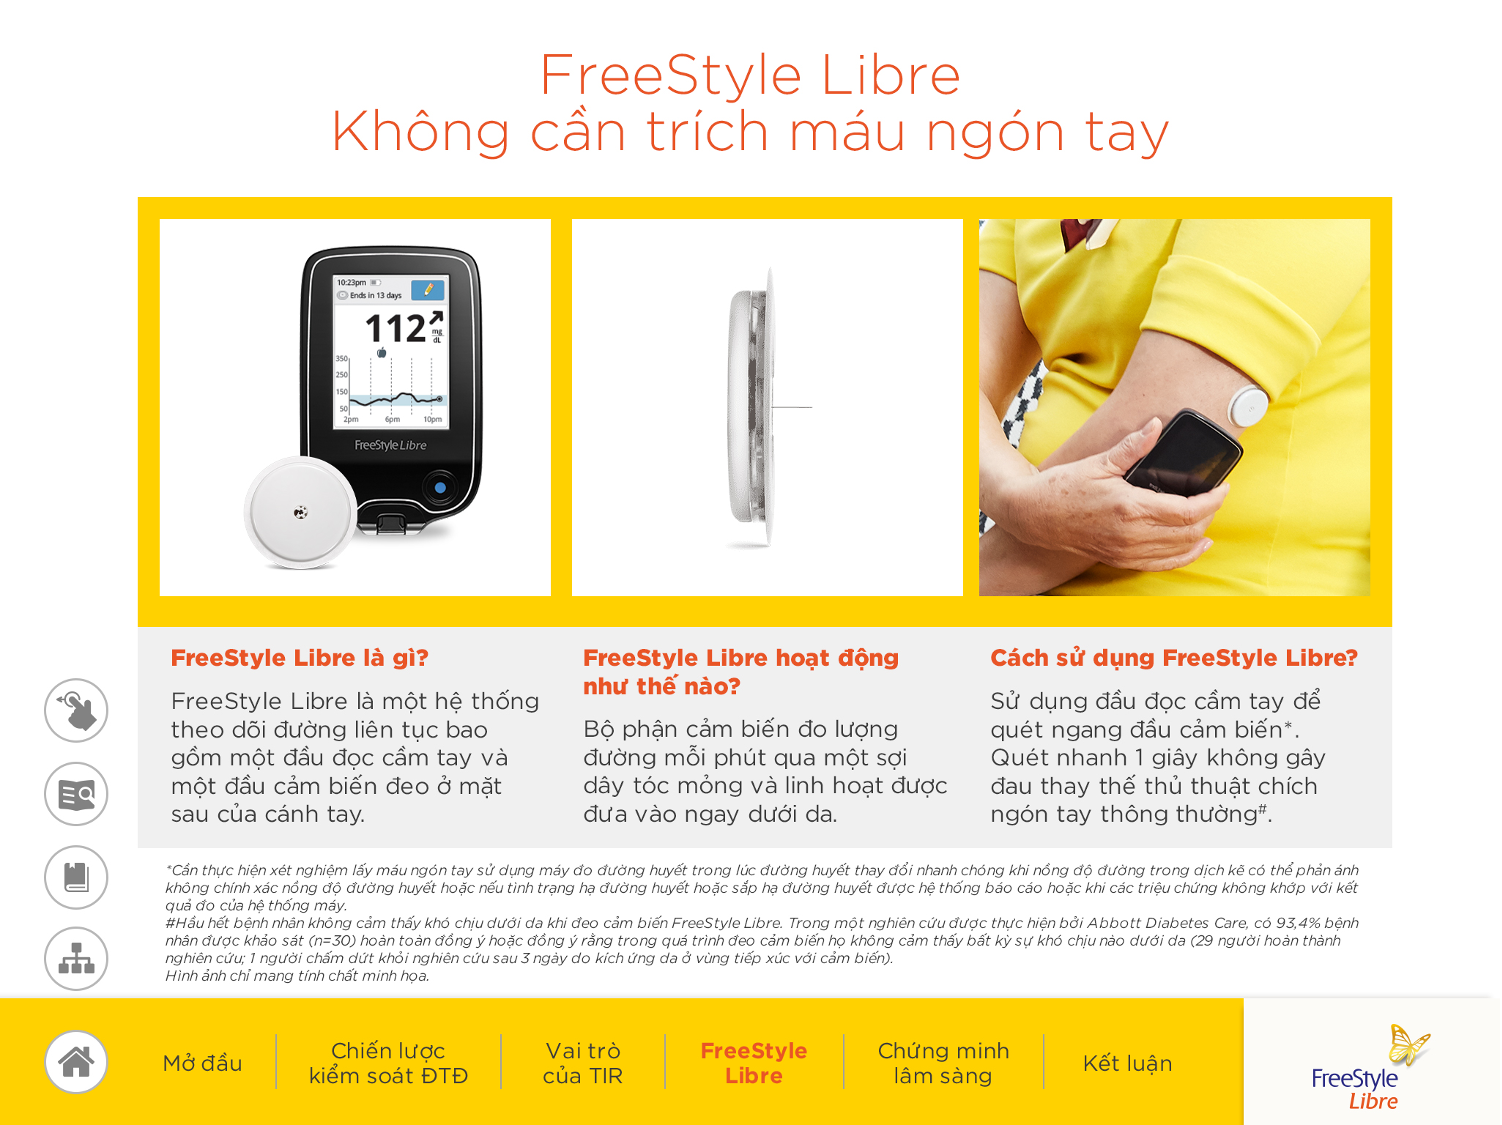 FreeStyle Libre
Không cần trích máu ngón tay
10:23pm
Ends in 13 days
112
mg
dL
350
250
150
50
2pm 6pm 10pm
FreeStyle Libre
FreeStyle Libre là gì?
FreeStyle Libre là một hệ thống
theo dõi đường liên tục bao
gồm một đầu đọc cầm tay và
một đầu cảm biến đeo ở mặt
sau của cánh tay.
FreeStyle Libre hoạt động
như thế nào?
Bộ phận cảm biến đo lượng
đường mỗi phút qua một sợi
dây tóc mỏng và linh hoạt được
đưa vào ngay dưới da.
Cách sử dụng FreeStyle Libre?
Sử dụng đầu đọc cầm tay để
quét ngang đầu cảm biến*.
Quét nhanh 1 giây không gây
đau thay thế thủ thuật chích
ngón tay thông thường#.
*Cần thực hiện xét nghiệm lấy máu ngón tay sử dụng máy đo đường huyết trong lúc đường huyết thay đổi nhanh chóng khi nồng độ đường trong dịch kẽ có thể phản ánh
không chính xác nồng độ đường huyết hoặc nếu tình trạng hạ đường huyết hoặc sắp hạ đường huyết được hệ thống báo cáo hoặc khi các triệu chứng không khớp với kết
quả đo của hệ thống máy.
#Hầu hết bệnh nhân không cảm thấy khó chịu dưới da khi đeo cảm biến FreeStyle Libre. Trong một nghiên cứu được thực hiện bởi Abbott Diabetes Care, có 93,4% bệnh
nhân được khảo sát (n=30) hoàn toàn đồng ý hoặc đồng ý rằng trong quá trình đeo cảm biến họ không cảm thấy bất kỳ sự khó chịu nào dưới da (29 người hoàn thành
nghiên cứu; 1 người chấm dứt khỏi nghiên cứu sau 3 ngày do kích ứng da ở vùng tiếp xúc với cảm biến).
Hình ảnh chỉ mang tính chất minh họa.
Mở đầu
Chiến lược
kiểm soát ĐTĐ
Vai trò
của TIR
FreeStyle
Libre
Chứng minh
lâm sàng
Kết luận
FreeStyle
Libre